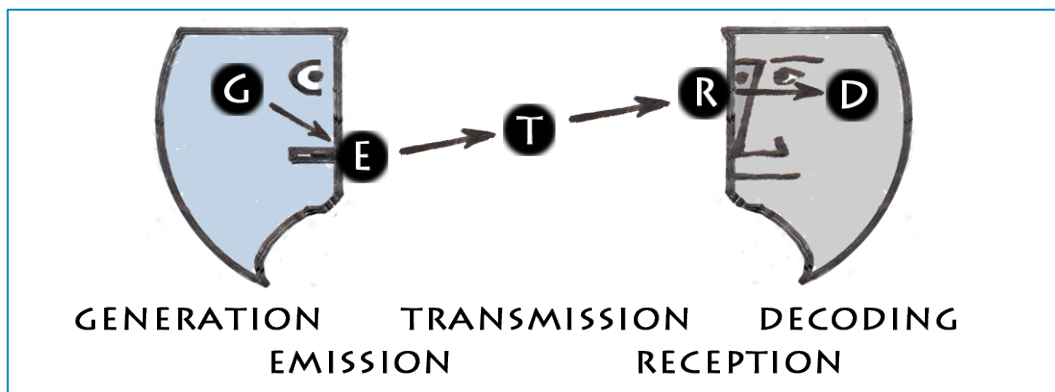 G
E
T
R
D
GENERATION TRANSMISSION DECODING
EMISSION RECEPTION